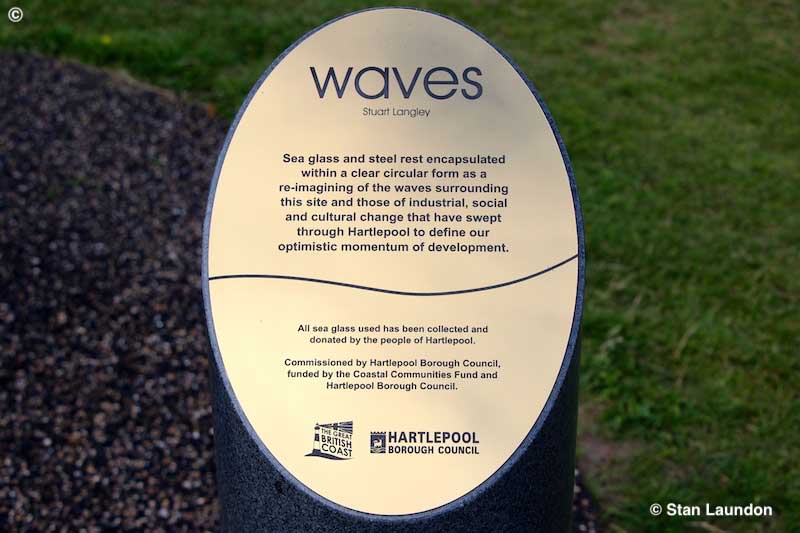 ©
waves
Stuart Langley
Sea glass and steel rest encapsulated
within a clear circular form as a
re-imagining of the waves surrounding
this site and those of industrial, social
and cultural change that have swept
through Hartlepool to define our
optimistic momentum of development.
All sea glass used has been collected and
donated by the people of Hartlepool.
Commissioned by Hartlepool Borough Council,
funded by the Coastal Communities Fund and
Hartlepool Borough Council.
THE GREAT
BRITISH
COAST
HARTLEPOOL
BOROUGH COUNCIL
© Stan Laundon